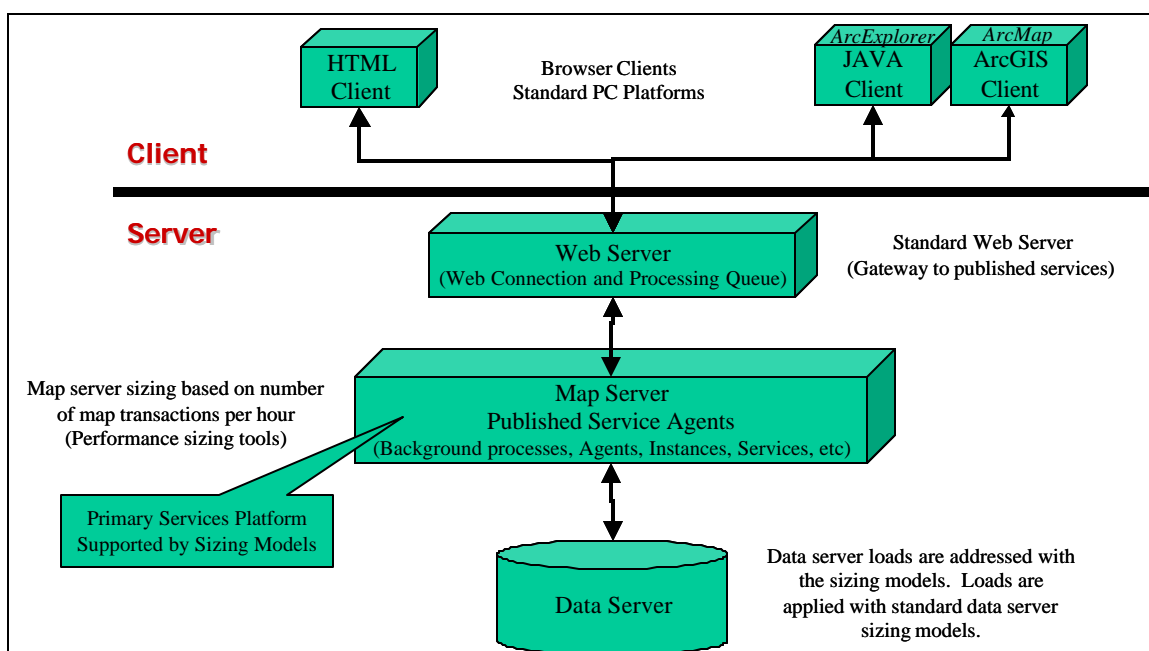 HTML
Client
Browser Clients
Standard PC Platforms
ArcExplorer
JAVA
Client
ArcMap
ArcGIS
Client
Client
Server
Web Server
(Web Connection and Processing Queue)
Standard Web Server
(Gateway to published services)
Map server sizing based on number
of map transactions per hour
(Performance sizing tools)
Map Server
Published Service Agents
(Background processes, Agents, Instances, Services, etc)
Primary Services Platform
Supported by Sizing Models
Data Server
Data server loads are addressed with
the sizing models. Loads are
applied with standard data server
sizing models.